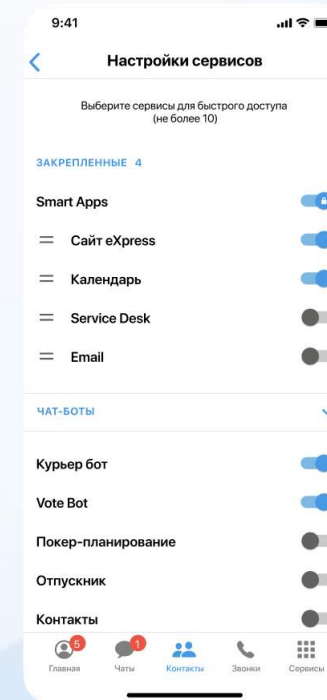 9:41
Настройки сервисов
Выберите сервисы для быстрого доступа
(не более 10)
ЗАКРЕПЛЕННЫЕ 4
Smart Apps
Сайт eXpress
Календарь
Service Desk
Email
ЧАТ-БОТЫ
Курьер бот
Vote Bot
Покер-планирование
Отпускник
Контакты
5 1
Главная Чаты Контакты Звонки Сервисы